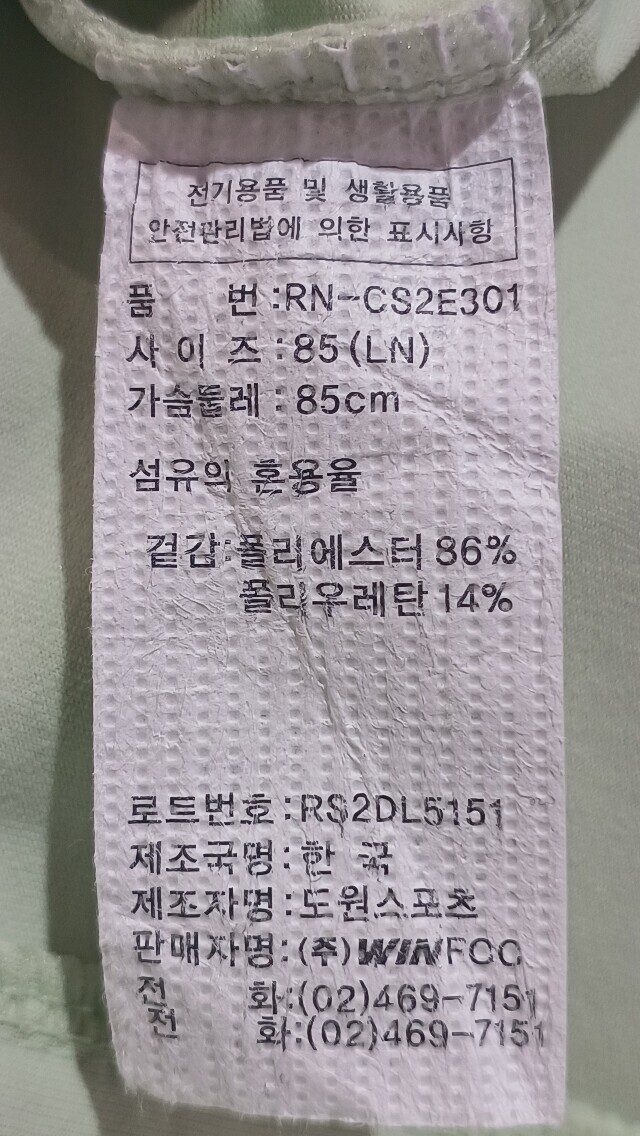 전기용품 및 생활용품
안전관리법에 의한 표시사항
품 번 : RN-CS2E301
사 이 즈 : 85(LN)
가슴둘레 : 85cm
섬유의 혼용율
겉감:폴리에스터 86%
폴리우레탄 14%
로트번호 : RS2DL5151
제조국명 : 한 국
제조자명 : 도원스포츠
판매자명 : (주)WINFCC
전 화:(02)469-7151
전 화:(02)469-7151